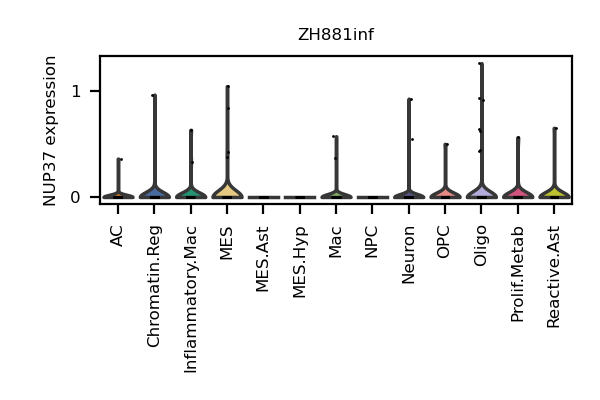 ZH881inf
NUP37 expression
1
0
AC
Chromatin.Reg
Inflammatory.Mac
MES
MES.Ast
MES.Hyp
Mac
NPC
Neuron
OPC
Oligo
Prolif.Metab
Reactive.Ast